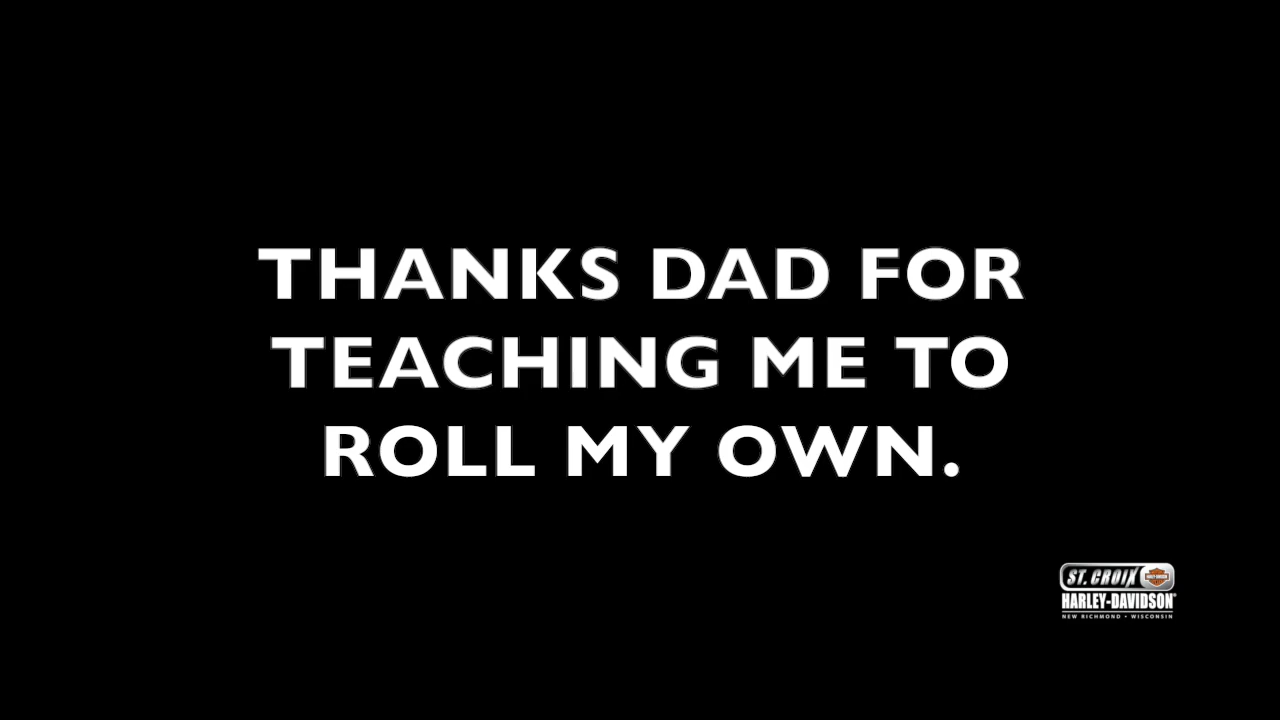 THANKS DAD FOR
TEACHING ME TO
ROLL MY OWN.
ST. CROIX
HARLEY-DAVIDSON
NEW RICHMOND • WISCONSIN